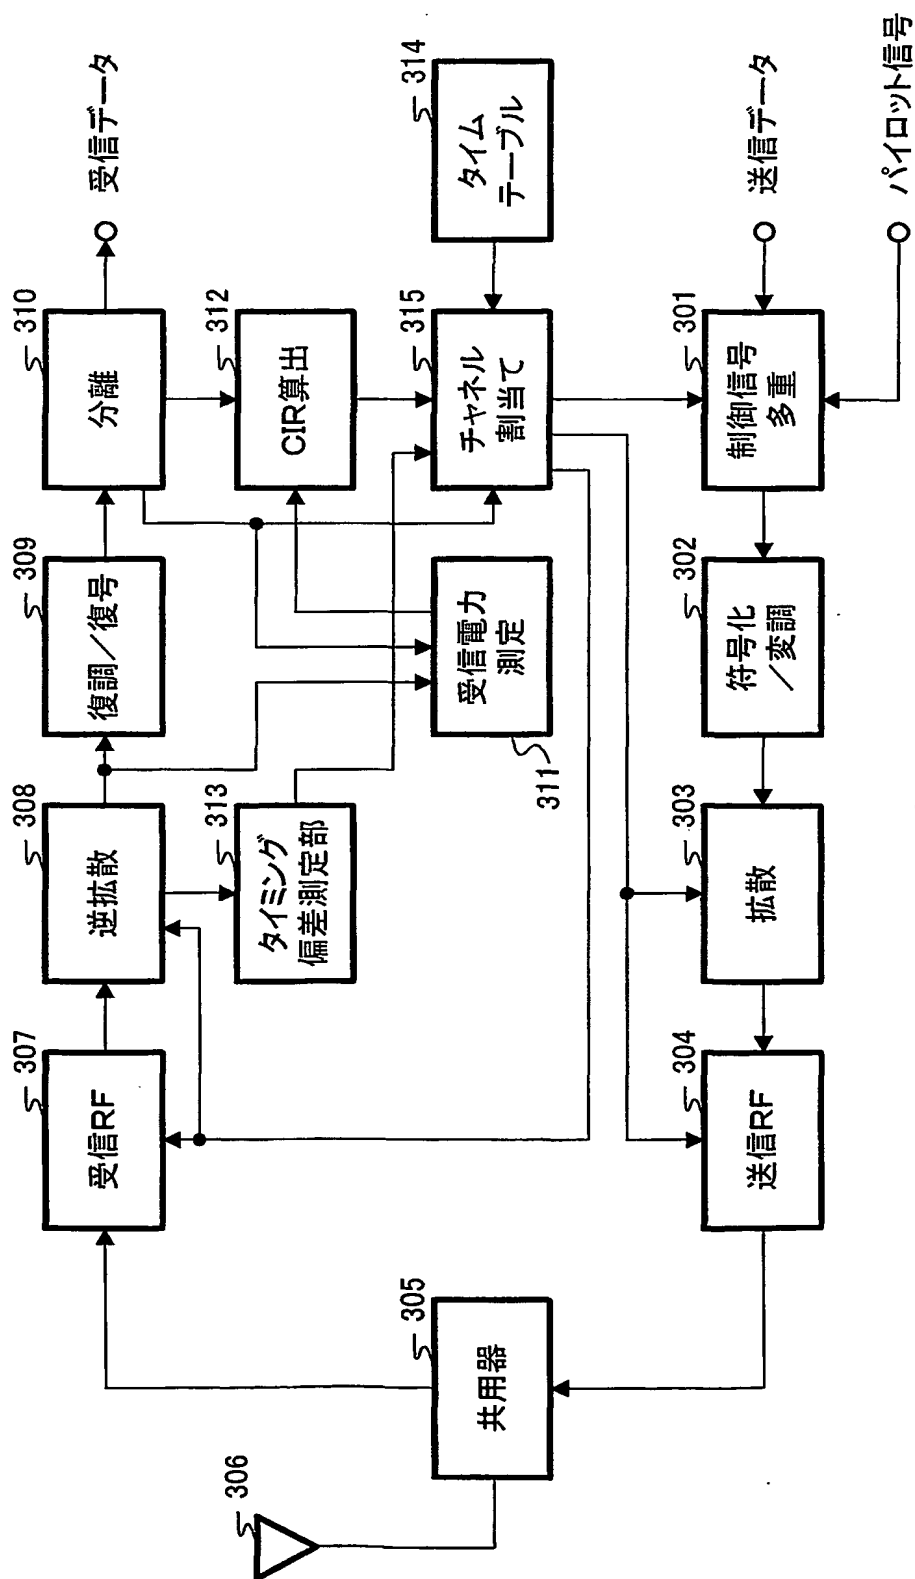 306
305
共用器
307
受信RF
308
逆拡散
309
復調／復号
310
分離
受信データ
313
タイミング
偏差測定部
312
CIR算出
311
受信電力
測定
315
チャネル
割当て
314
タイム
テーブル
304
送信RF
303
拡散
302
符号化
／変調
301
制御信号
多重
送信データ
パイロット信号